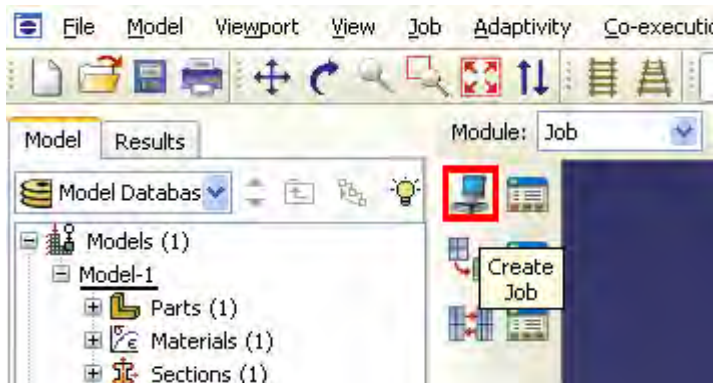 File Model Viewport View Job Adaptivity Co-executio
Model Results
Module: Job
Model Databas
Models (1)
Model-1
Create
Job
Parts (1)
Materials (1)
Sections (1)